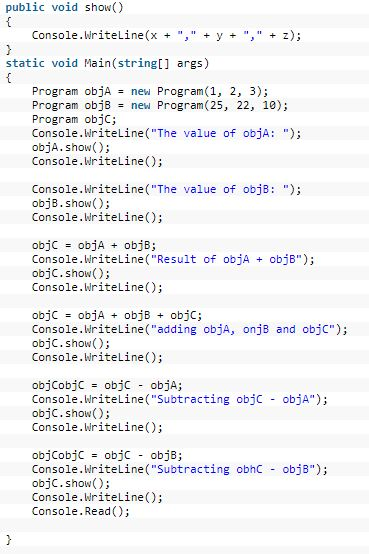 public void show()
{
    Console.WriteLine(x + "," + y + "," + z);
}
static void Main(string[] args)
{
    Program objA = new Program(1, 2, 3);
    Program objB = new Program(25, 22, 10);
    Program objC;
    Console.WriteLine("The value of objA: ");
    objA.show();
    Console.WriteLine();

    Console.WriteLine("The value of objB: ");
    objB.show();
    Console.WriteLine();

    objC = objA + objB;
    Console.WriteLine("Result of objA + objB");
    objC.show();
    Console.WriteLine();

    objC = objA + objB + objC;
    Console.WriteLine("adding objA, onjB and objC");
    objC.show();
    Console.WriteLine();

    objCobjC = objC - objA;
    Console.WriteLine("Subtracting objC - objA");
    objC.show();
    Console.WriteLine();

    objCobjC = objC - objB;
    Console.WriteLine("Subtracting obhC - objB");
    objC.show();
    Console.WriteLine();
    Console.Read();

}